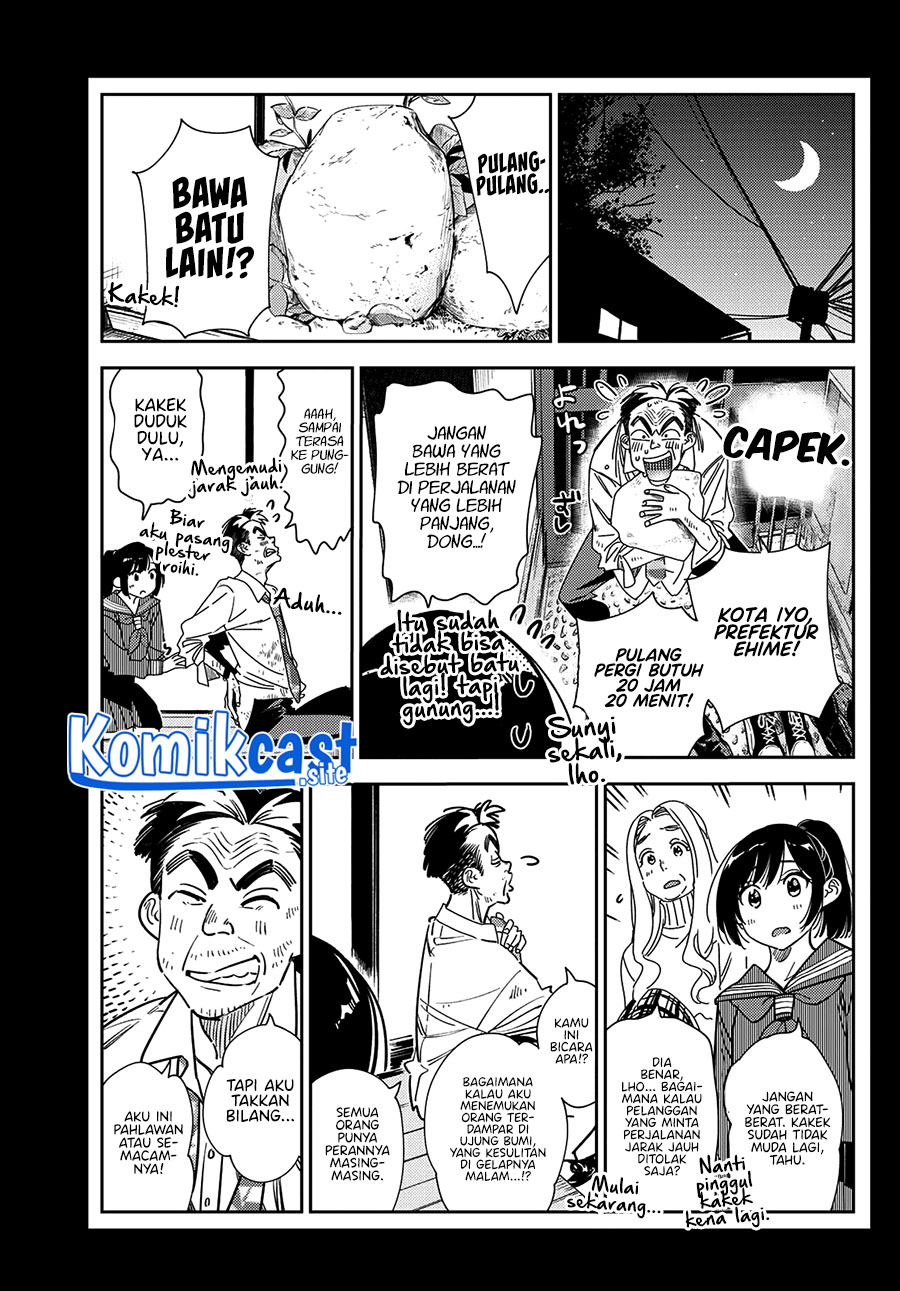 PULANG-
PULANG..
BAWA
BATU
LAIN!?
Kakek!
CAPEK.
よれっ
KOTA IYO,
PREFEKTUR
EHIME!
PULANG
PERGI BUTUH
20 JAM
20 MENIT!
JANGAN
BAWA YANG
LEBIH BERAT
DI PERJALANAN
YANG LEBIH
PANJANG,
DONG...!
Itu sudah
tidak bisa
disebut batu
lagi! tapi
gunung...!
Sunyi
sekali,
lho.
AAAH,
SAMPAI
TERASA
KE PUNG-
GUNG!
KAKEK
DUDUK
DULU,
YA...
Mengemudi
jarak jauh!
Biar
aku pasang
plester
roihi.
Aduh...
Komikcast
.site
JANGAN
YANG BERAT-
BERAT. KAKEK
SUDAH TIDAK
MUDA LAGI,
TAHU.
Nanti
pinggul
kakek
kena lagi.
DIA
BENAR,
LHO... BAGAI-
MANA KALAU
PELANGGAN
YANG MINTA
PERJALANAN
JARAK JAUH
DITOLAK
SAJA?
Mulai
sekarang...
KAMU
INI
BICARA
APA!?
BAGAIMANA
KALAU AKU
MENEMUKAN
ORANG TER-
DAMPAR DI
UJUNG BUMI,
YANG KESULITAN
DI GELAPNYA
MALAM...!?
SEMUA
ORANG
PUNYA
PERANNYA
MASING-
MASING.
TAPI AKU
TAKKAN
BILANG...
AKU INI
PAHLAWAN
ATAU SE-
MACAM-
NYA!